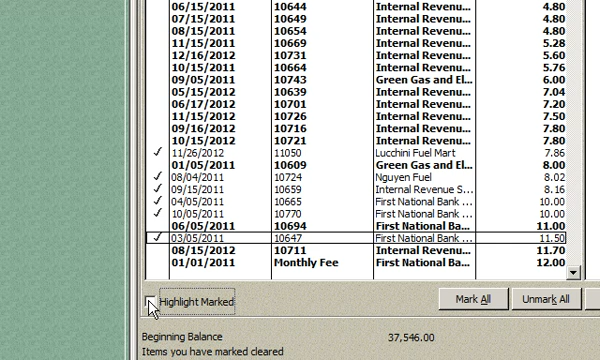 06/15/2011 10644 Internal Revenu... 4.80
07/15/2011 10649 Internal Revenu... 4.80
08/15/2011 10654 Internal Revenu... 4.80
11/15/2011 10669 Internal Revenu... 5.28
12/16/2012 10731 Internal Revenu... 5.60
10/15/2011 10664 Internal Revenu... 5.76
09/05/2011 10743 Green Gas and El... 6.00
05/15/2012 10639 Internal Revenu... 7.04
06/17/2012 10701 Internal Revenu... 7.20
11/15/2012 10726 Internal Revenu... 7.50
09/16/2012 10716 Internal Revenu... 7.80
10/15/2012 10721 Internal Revenu... 7.80
✓ 11/26/2012 11050 Lucchini Fuel Mart 7.86
01/05/2011 10609 Green Gas and El... 8.00
✓ 08/04/2011 10724 Nguyen Fuel 8.02
✓ 09/15/2011 10659 Internal Revenue S... 8.16
✓ 04/05/2011 10665 First National Bank ... 10.00
✓ 10/05/2011 10770 First National Bank ... 10.00
06/05/2011 10694 First National Ba... 11.00
✓ 03/05/2011 10647 First National Bank ... 11.50
08/15/2012 10711 Internal Revenu... 11.70
01/01/2011 Monthly Fee First National Ba... 12.00
Highlight Marked Mark All Unmark All
Beginning Balance 37,546.00
Items you have marked cleared